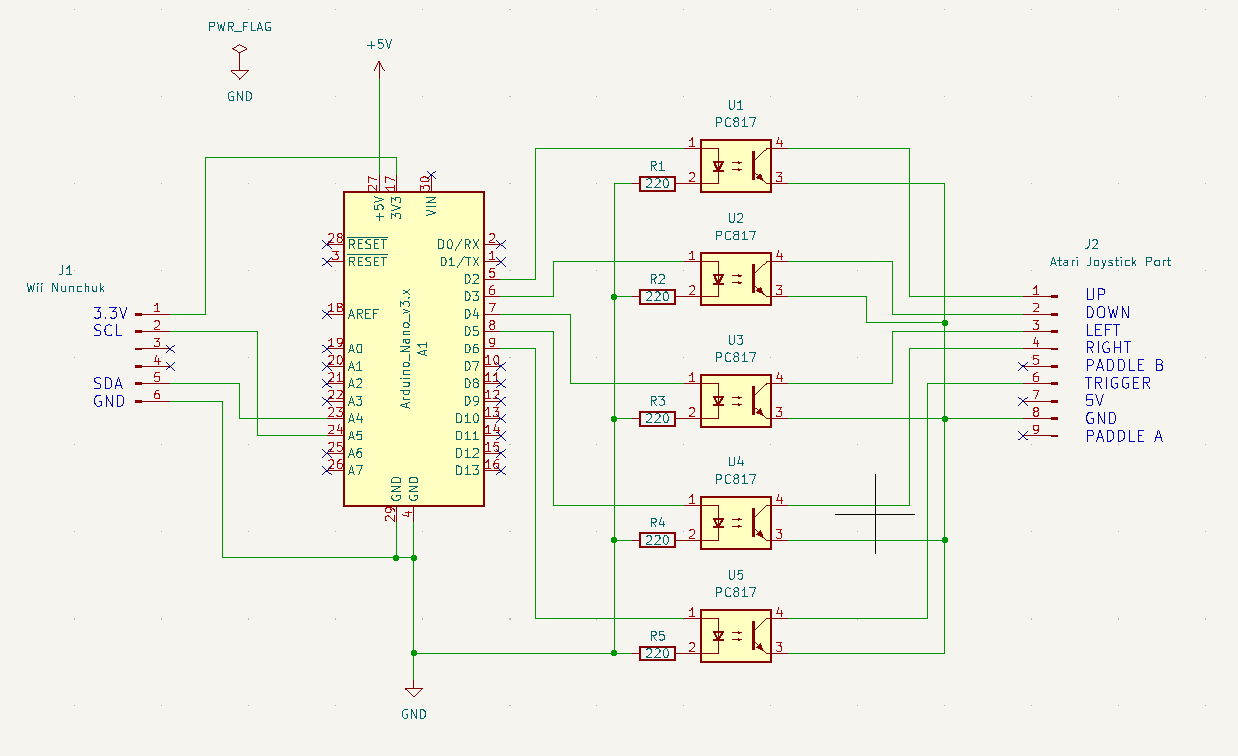 PWR_FLAG
GND
+5V
J1
Wii Nunchuk
3.3V 1
SCL 2
3
4
SDA 5
GND 6
27 17 30
+5V 3V3 VIN
28 RESET
3 RESET
18 AREF
19 A0
20 A1
21 A2
22 A3
23 A4
24 A5
25 A6
26 A7
Arduino_Nano_v3.x
A1
D0/RX 2
D1/TX 1
D2 5
D3 6
D4 7
D5 8
D6 9
D7 10
D8 11
D9 12
D10 13
D11 14
D12 15
D13 16
GND GND
29 4
GND
U1
PC817
1 4
2 3
R1
220
U2
PC817
1 4
2 3
R2
220
U3
PC817
1 4
2 3
R3
220
U4
PC817
1 4
2 3
R4
220
U5
PC817
1 4
2 3
R5
220
J2
Atari Joystick Port
1 UP
2 DOWN
3 LEFT
4 RIGHT
5 PADDLE B
6 TRIGGER
7 5V
8 GND
9 PADDLE A